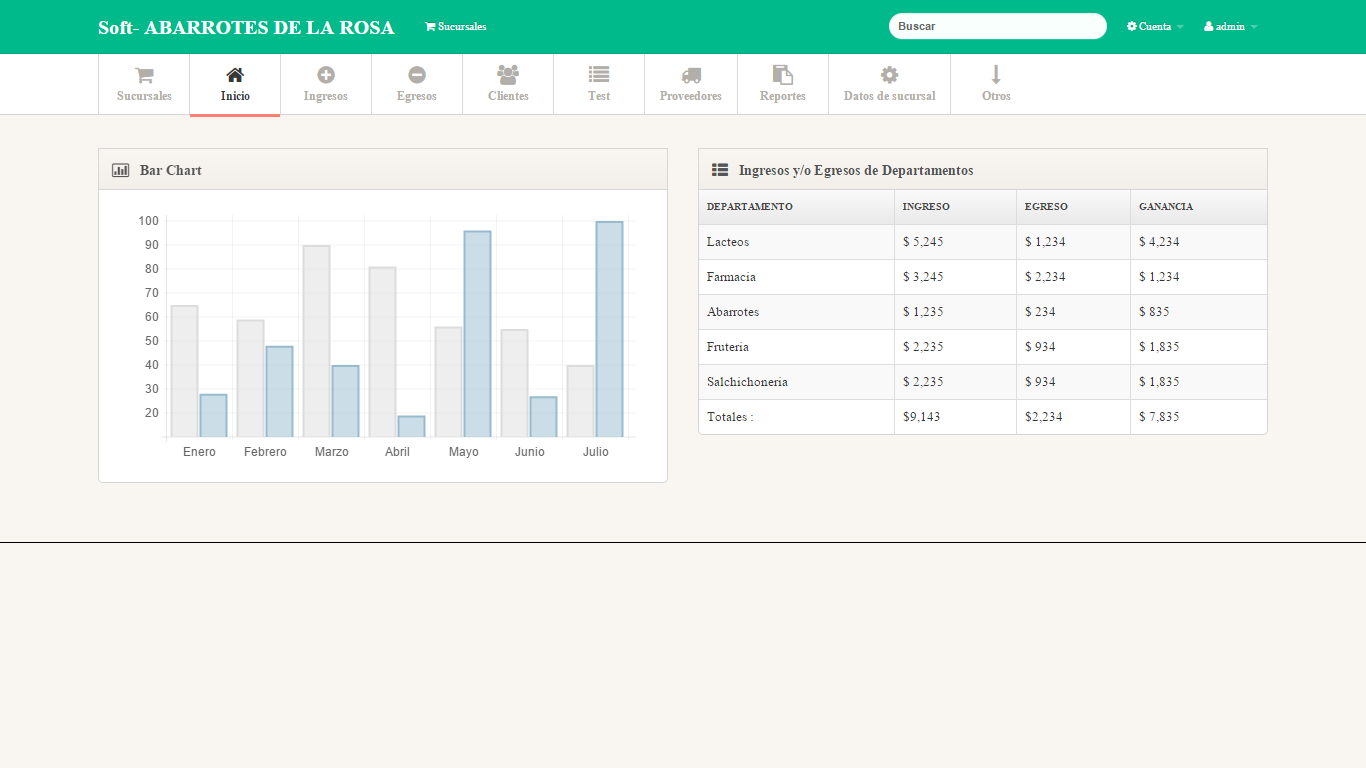 Soft- ABARROTES DE LA ROSA Sucursales Buscar Cuenta admin
Sucursales Inicio Ingresos Egresos Clientes Test Proveedores Reportes Datos de sucursal Otros
Bar Chart
100
90
80
70
60
50
40
30
20
Enero Febrero Marzo Abril Mayo Junio Julio
Ingresos y/o Egresos de Departamentos
DEPARTAMENTO INGRESO EGRESO GANANCIA
Lacteos $ 5,245 $ 1,234 $ 4,234
Farmacia $ 3,245 $ 2,234 $ 1,234
Abarrotes $ 1,235 $ 234 $ 835
Fruteria $ 2,235 $ 934 $ 1,835
Salchichoneria $ 2,235 $ 934 $ 1,835
Totales : $9,143 $2,234 $ 7,835